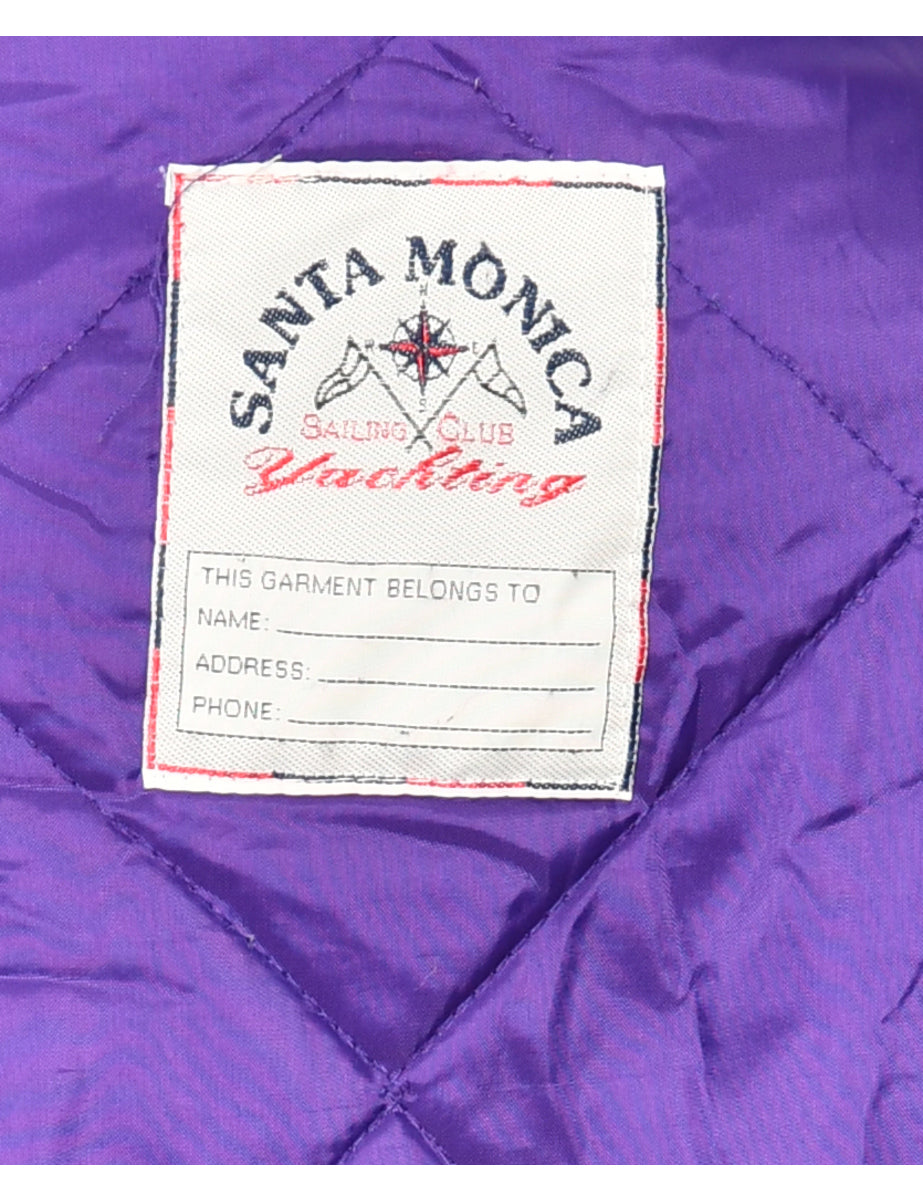 SANTA MONICA
N
W E
S
SAILING CLUB
Yachting
THIS GARMENT BELONGS TO
NAME:
ADDRESS:
PHONE: